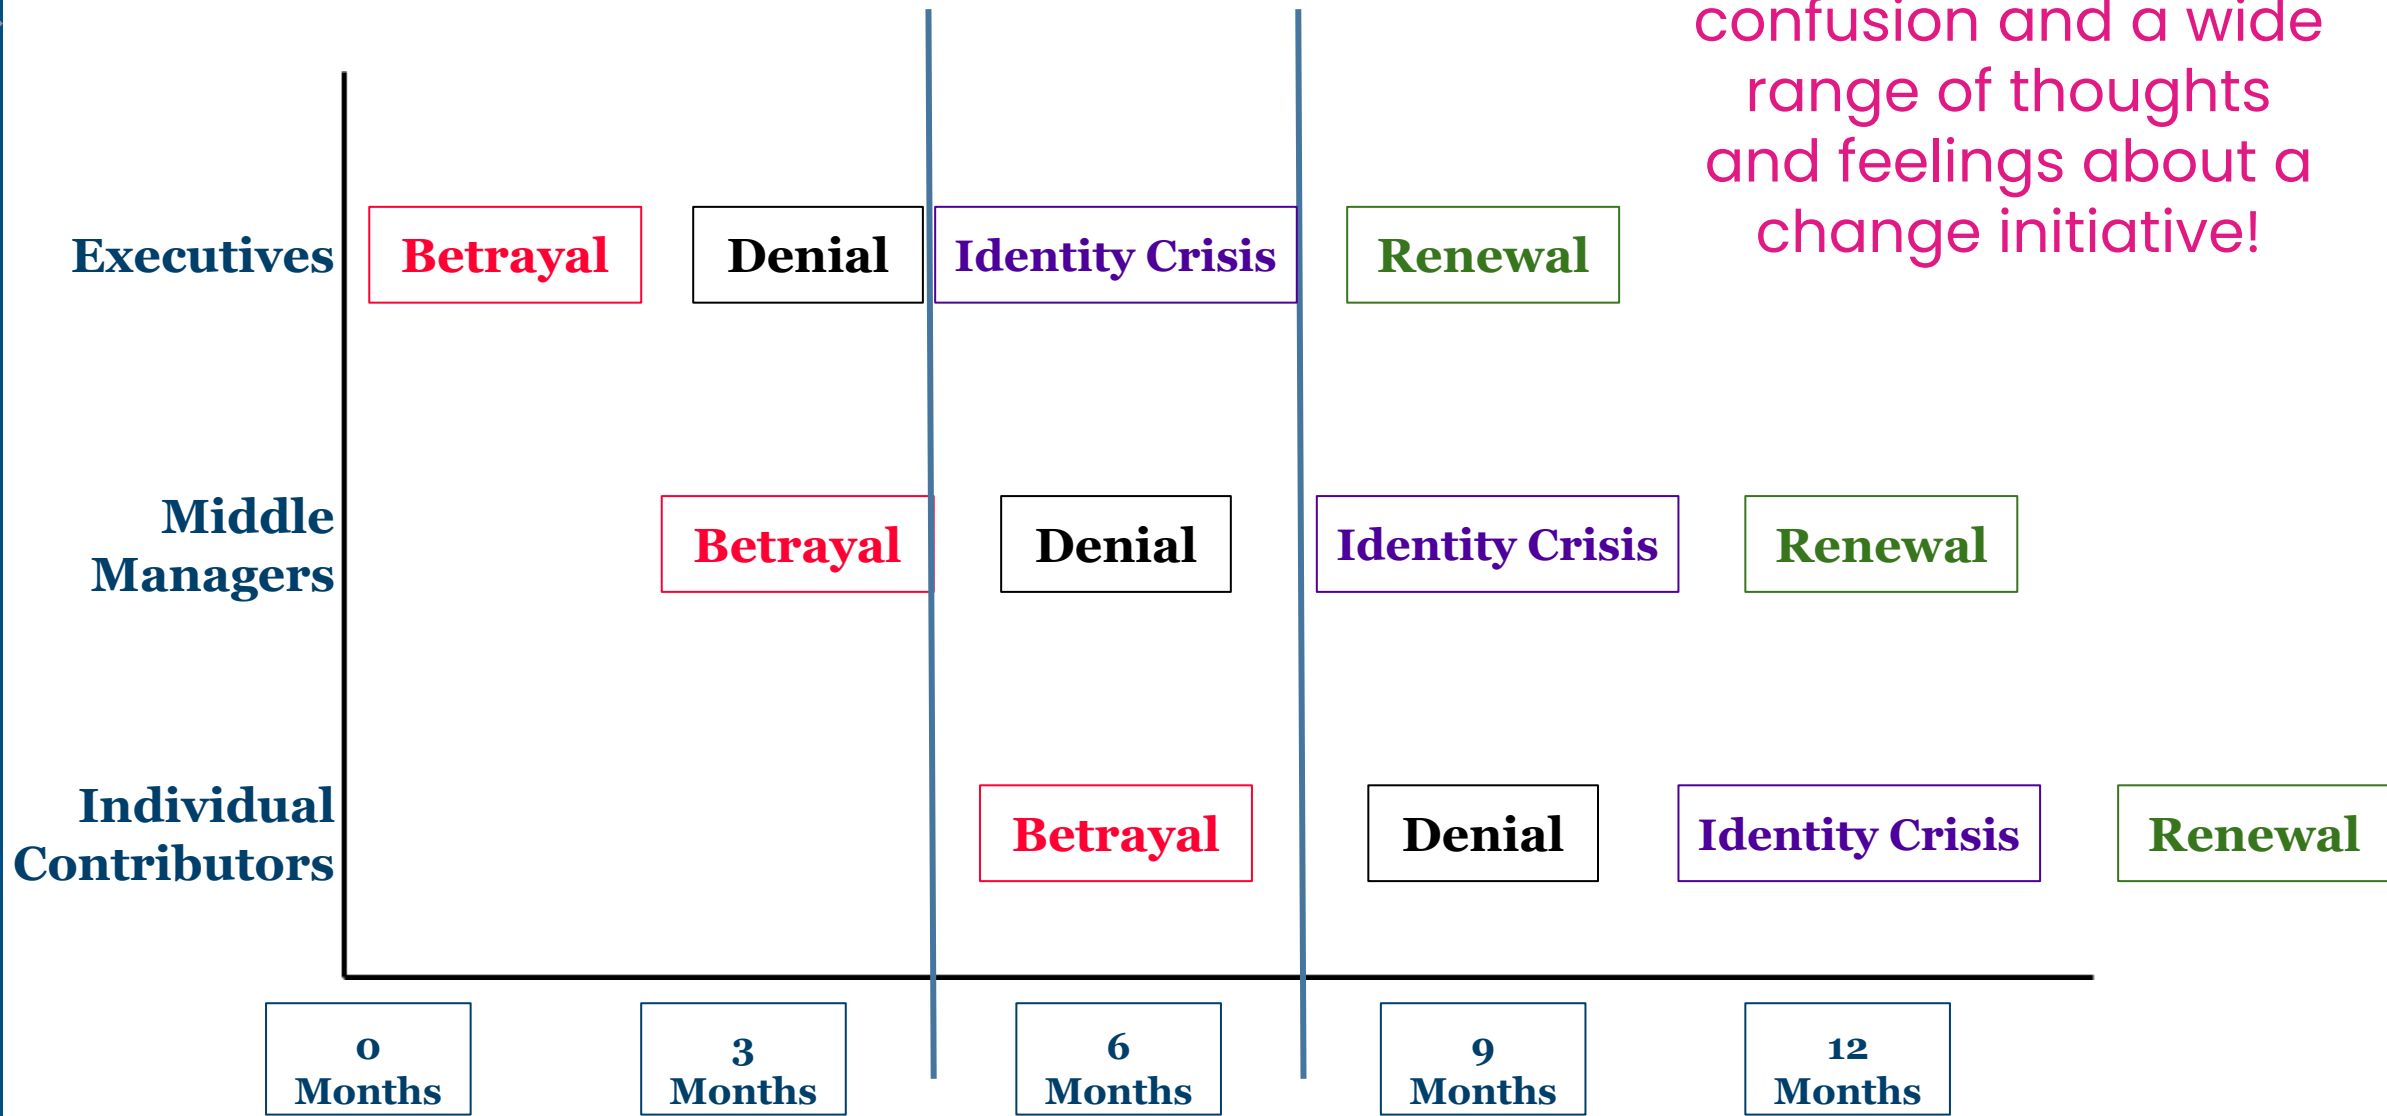 confusion and a wide
range of thoughts
and feelings about a
change initiative!
Executives
Betrayal
Denial
Identity Crisis
Renewal
Middle
Managers
Betrayal
Denial
Identity Crisis
Renewal
Individual
Contributors
Betrayal
Denial
Identity Crisis
Renewal
0
Months
3
Months
6
Months
9
Months
12
Months